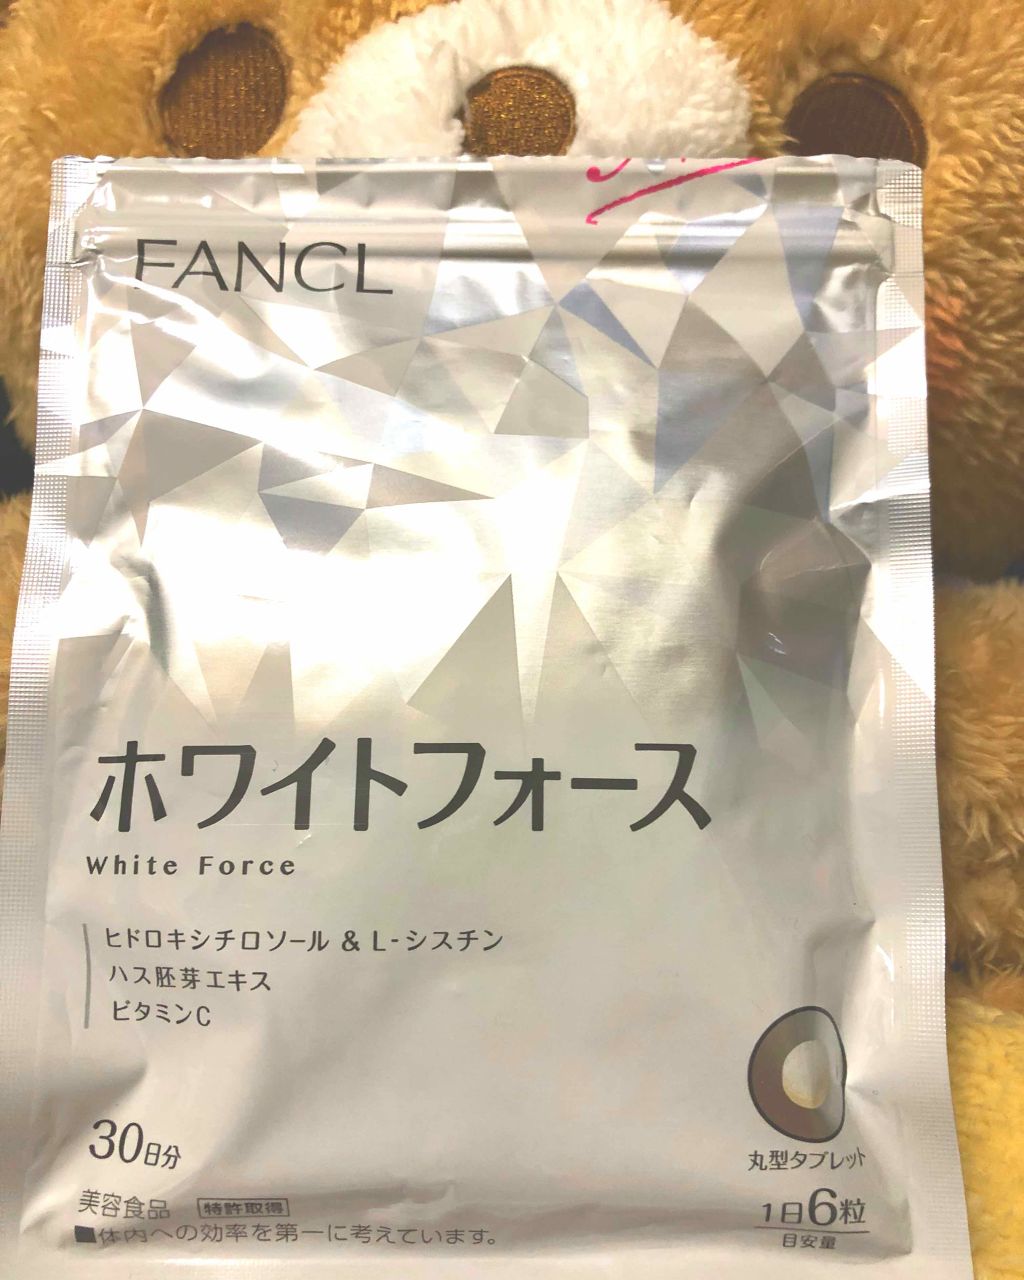 FANCL
ホワイトフォース
White Force
ヒドロキシチロソール & L-シスチン
ハス胚芽エキス
ビタミンC
30日分
丸型タブレット
美容食品 特許取得
1日6粒
目安量
■体内への効率を第一に考えています。